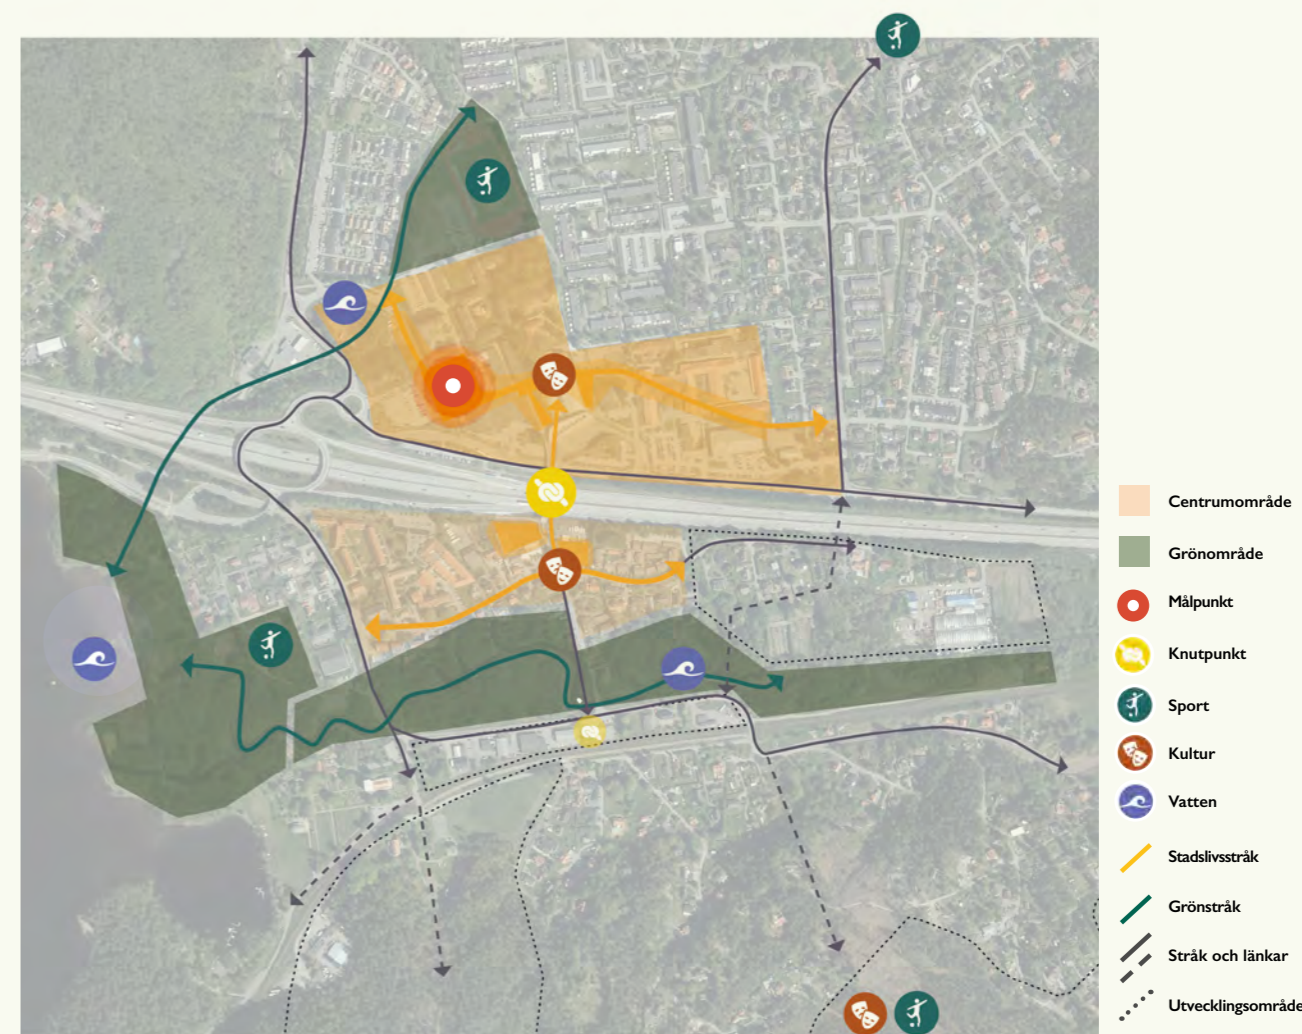 Centrumområde
Grönområde
Målpunkt
Knutpunkt
Sport
Kultur
Vatten
Stadslivsstråk
Grönstråk
Stråk och länkar
Utvecklingsområde